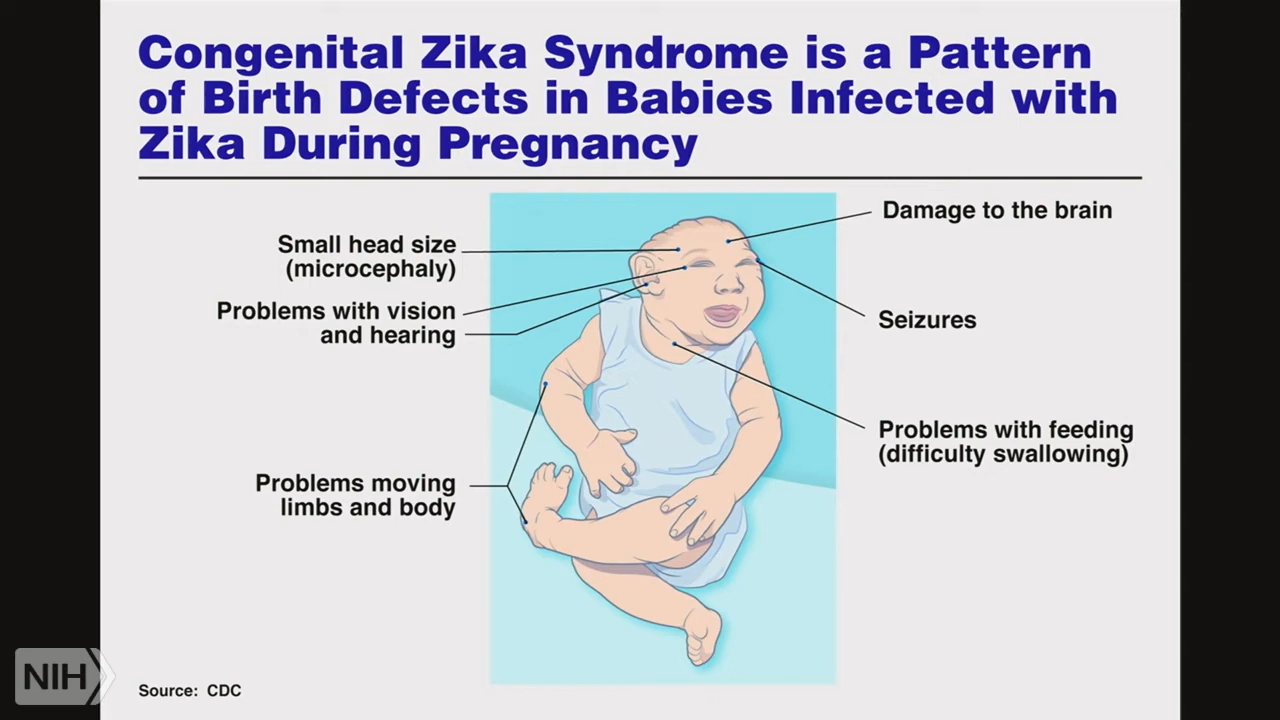 Congenital Zika Syndrome is a Pattern
of Birth Defects in Babies Infected with
Zika During Pregnancy
Small head size
(microcephaly)
Problems with vision
and hearing
Problems moving
limbs and body
Damage to the brain
Seizures
Problems with feeding
(difficulty swallowing)
NIH
Source: CDC